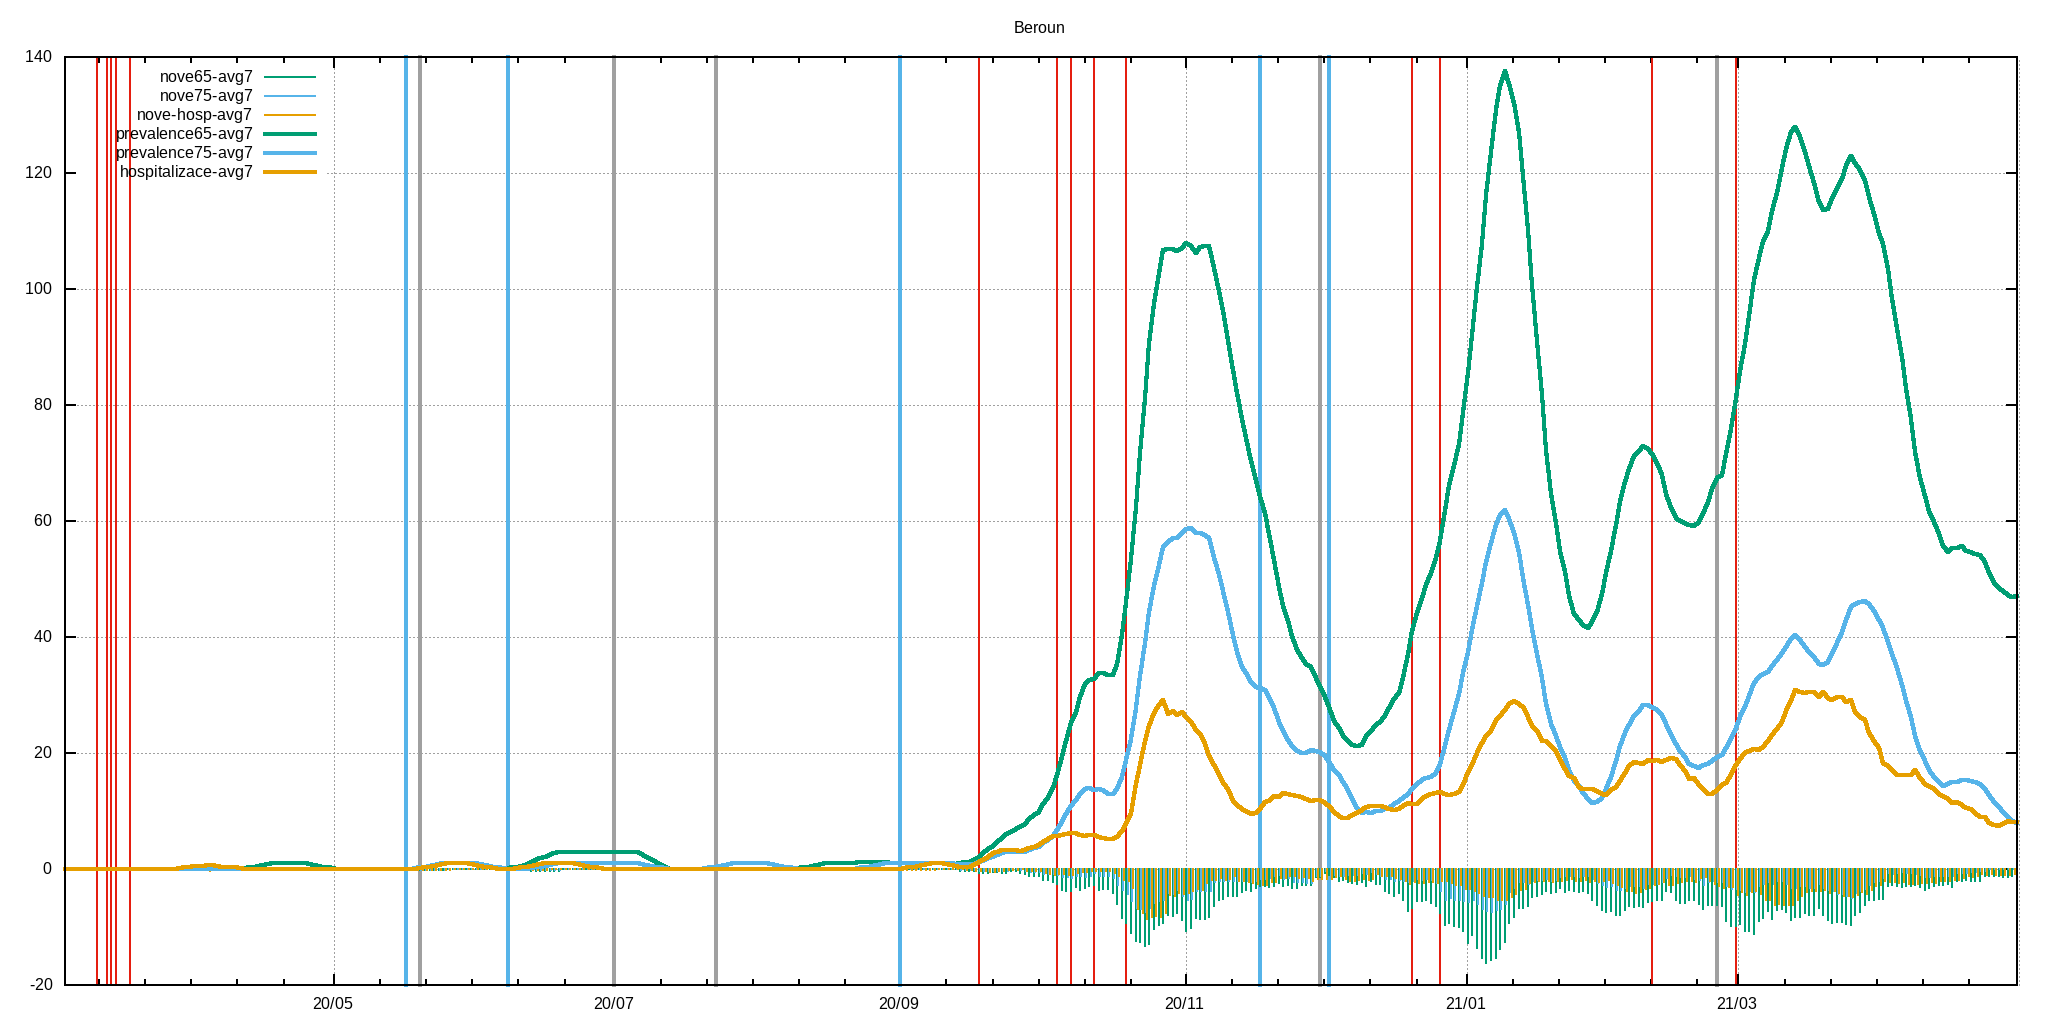 Beroun
140
120
100
80
60
40
20
0
-20
nove65-avg7
nove75-avg7
nove-hosp-avg7
prevalence65-avg7
prevalence75-avg7
hospitalizace-avg7
20/05
20/07
20/09
20/11
21/01
21/03